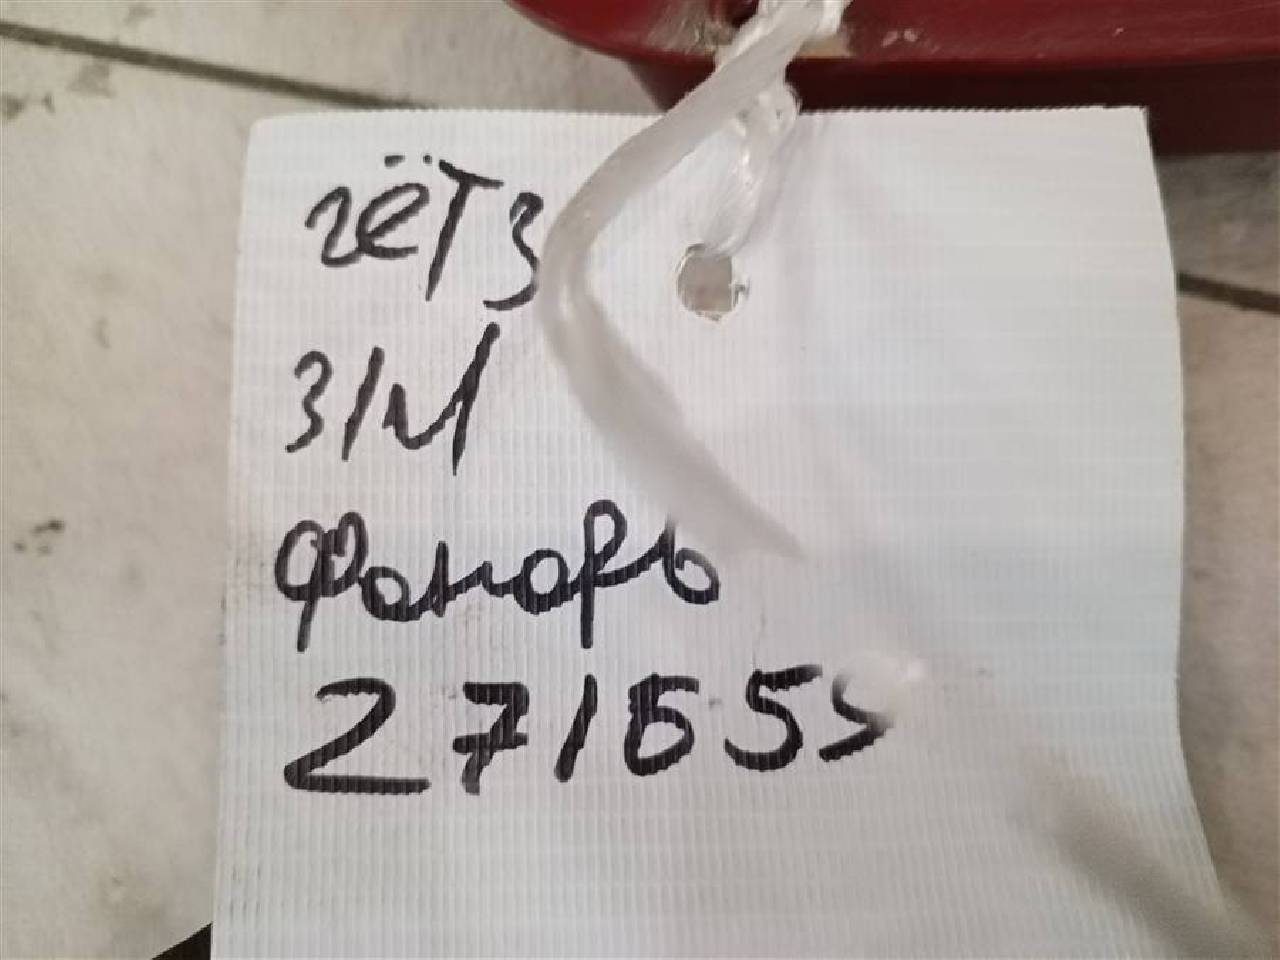 гётз
з/ч
фонарь
271655